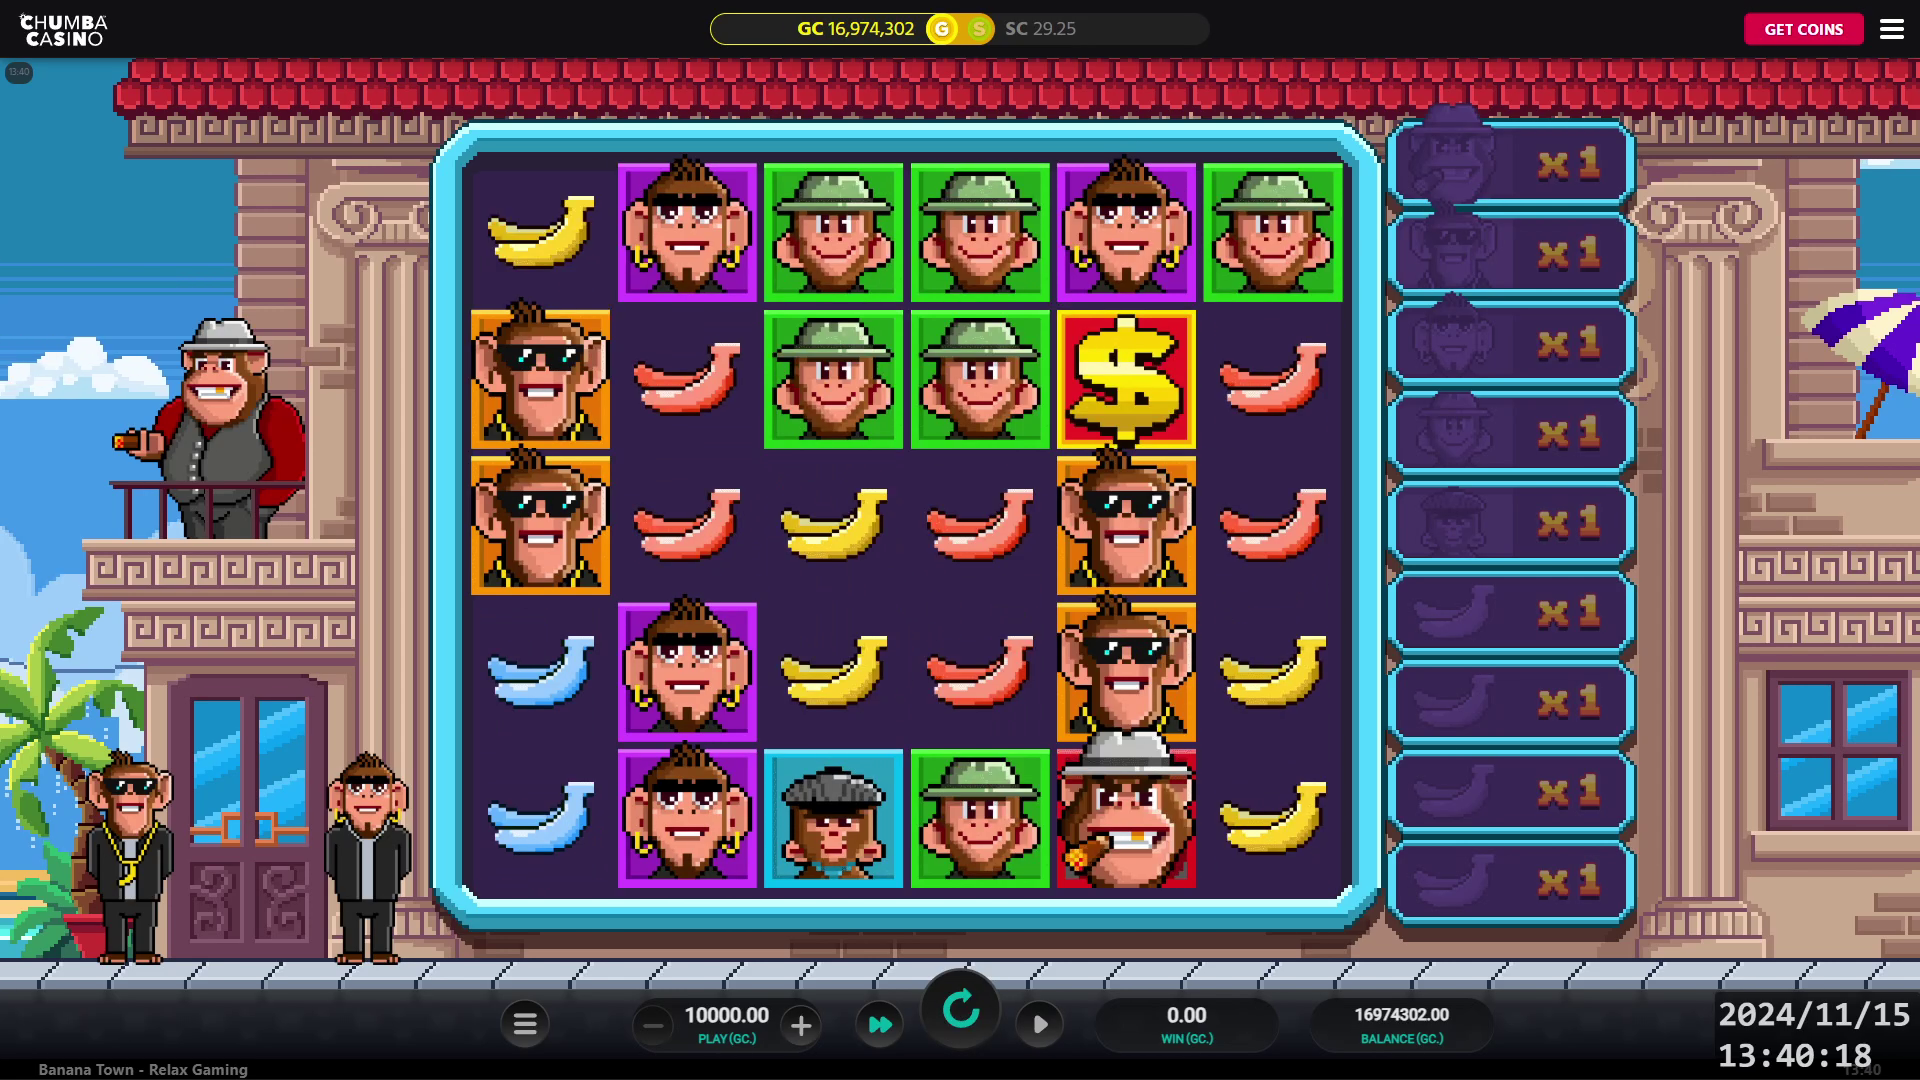 CHUMBA
CASINO
GC 16,974,302 G S SC 29.25
GET COINS
13:40
x1
x1
x1
x1
x1
x1
x1
x1
x1
$
10000.00
PLAY (GC.)
0.00
WIN (GC.)
16974302.00
BALANCE (GC.)
2024/11/15
13:40:18
13:40
Banana Town - Relax Gaming